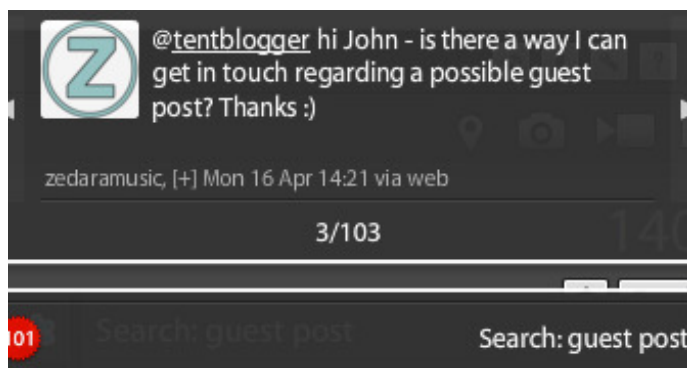 Z
@tentblogger hi John - is there a way I can
get in touch regarding a possible guest
post? Thanks :)
zedaramusic, [+] Mon 16 Apr 14:21 via web
3/103
140
101
Search: guest post
Search: guest post